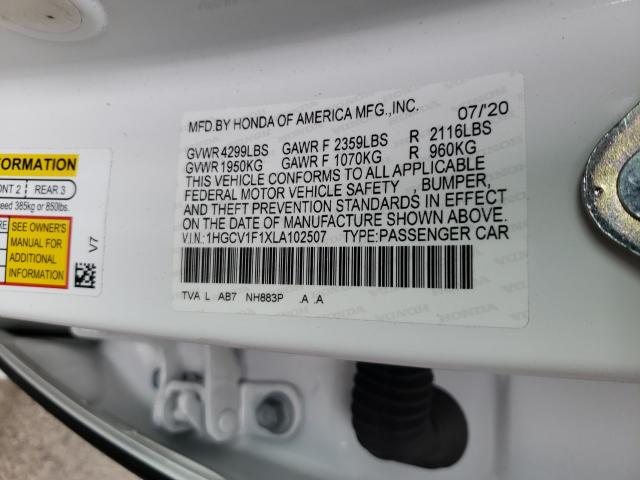 MFD.BY HONDA OF AMERICA MFG.,INC. 07/'20
GVWR 4299LBS GAWR F 2359LBS R 2116LBS
GVWR 1950KG GAWR F 1070KG R 960KG
THIS VEHICLE CONFORMS TO ALL APPLICABLE
FEDERAL MOTOR VEHICLE SAFETY , BUMPER,
AND THEFT PREVENTION STANDARDS IN EFFECT
ON THE DATE OF MANUFACTURE SHOWN ABOVE.
V.I.N.:1HGCV1F1XLA102507 TYPE:PASSENGER CAR
TVA L AB7 NH883P .A .A
FORMATION
2 REAR 3
385kg or 850lbs.
SEE OWNER'S
MANUAL FOR
ADDITIONAL
INFORMATION
V7
HONDA